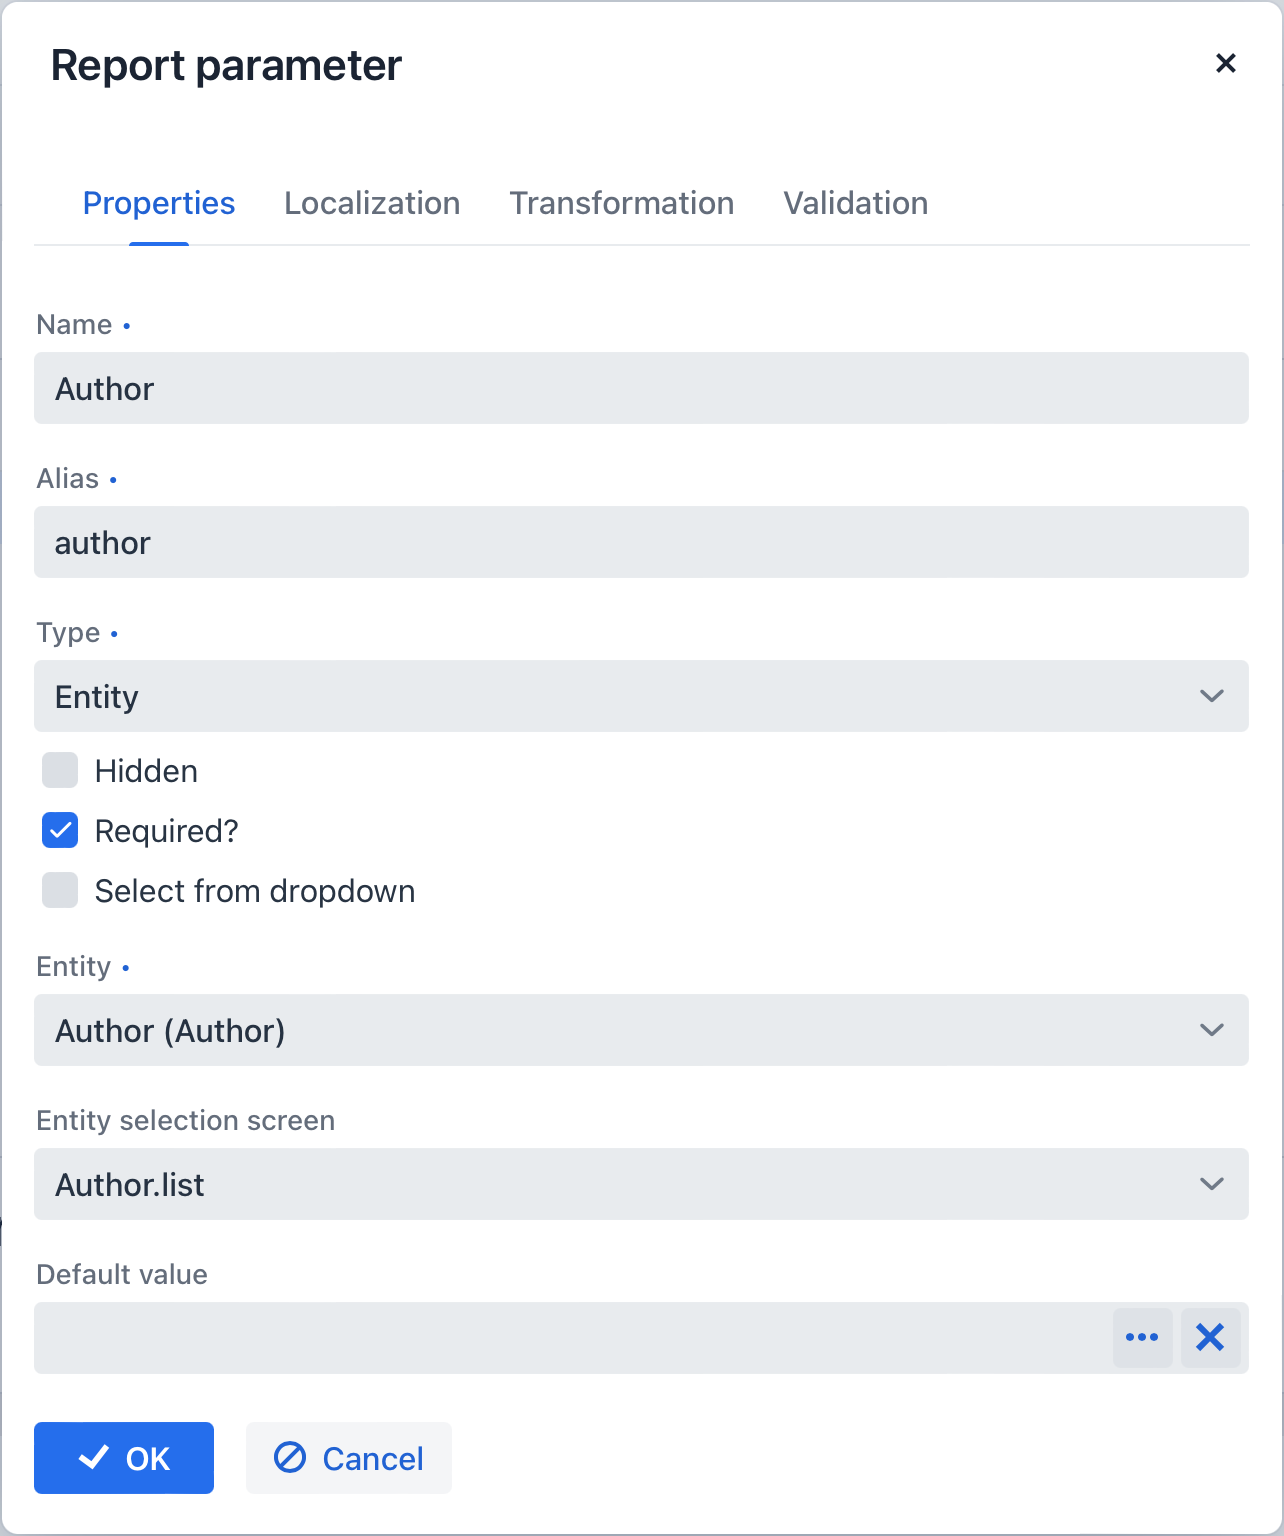 Report parameter
Properties Localization Transformation Validation
Name •
Author
Alias •
author
Type •
Entity
Hidden
Required?
Select from dropdown
Entity •
Author (Author)
Entity selection screen
Author.list
Default value
OK Cancel